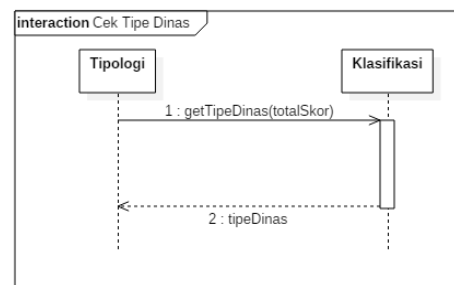 interaction Cek Tipe Dinas
Tipologi
Klasifikasi
1 : getTipeDinas(totalSkor)
2 : tipeDinas